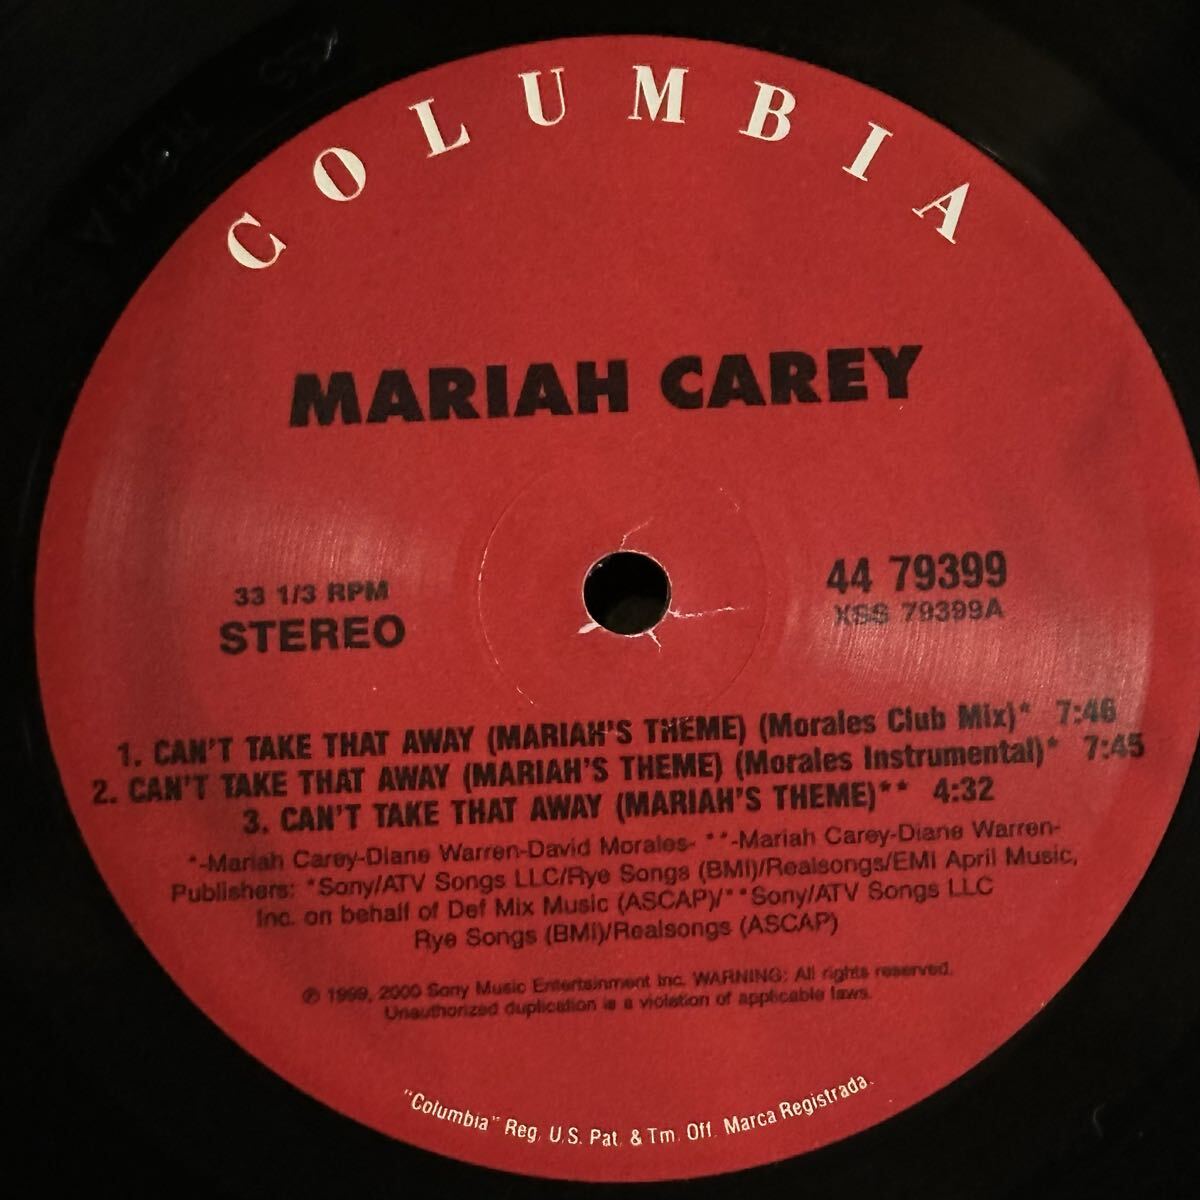 COLUMBIA
MARIAH CAREY
33 1/3 RPM
STEREO
44 79399
XSS 79399A
1. CAN'T TAKE THAT AWAY (MARIAH'S THEME) (Morales Club Mix)* 7:46
2. CAN'T TAKE THAT AWAY (MARIAH'S THEME) (Morales Instrumental)* 7:45
3. CAN'T TAKE THAT AWAY (MARIAH'S THEME)** 4:32
*-Mariah Carey-Diane Warren-David Morales- **-Mariah Carey-Diane Warren-
Publishers: *Sony/ATV Songs LLC/Rye Songs (BMI)/Realsongs/EMI April Music,
Inc. on behalf of Def Mix Music (ASCAP)/**Sony/ATV Songs LLC
Rye Songs (BMI)/Realsongs (ASCAP)
℗ 1999, 2000 Sony Music Entertainment Inc. WARNING: All rights reserved.
Unauthorized duplication is a violation of applicable laws.
"Columbia" Reg. U.S. Pat. & Tm. Off. Marca Registrada.